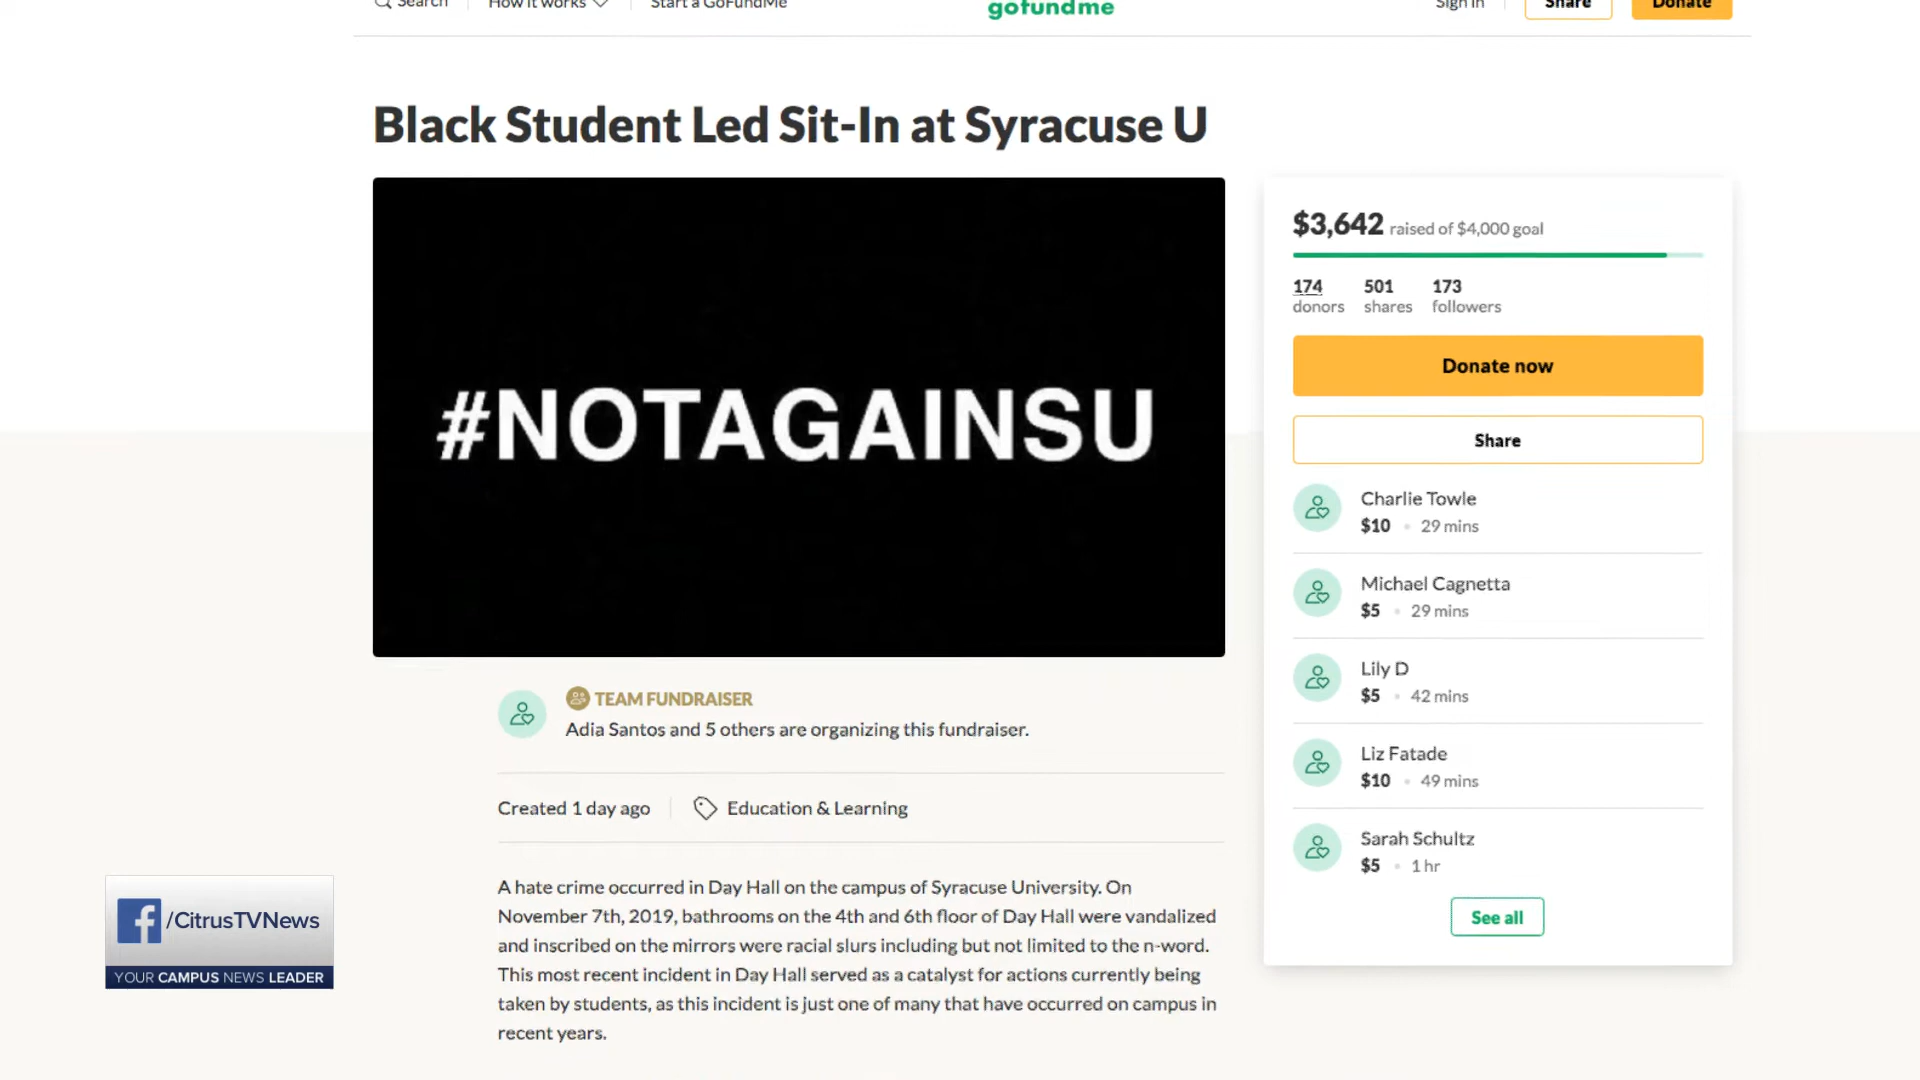 Search
How it works
Start a GoFundMe
gofundme
Sign in
Share
Donate
Black Student Led Sit-In at Syracuse U
#NOTAGAINSU
TEAM FUNDRAISER
Adia Santos and 5 others are organizing this fundraiser.
Created 1 day ago
Education & Learning
A hate crime occurred in Day Hall on the campus of Syracuse University. On
November 7th, 2019, bathrooms on the 4th and 6th floor of Day Hall were vandalized
and inscribed on the mirrors were racial slurs including but not limited to the n-word.
This most recent incident in Day Hall served as a catalyst for actions currently being
taken by students, as this incident is just one of many that have occurred on campus in
recent years.
$3,642 raised of $4,000 goal
174 donors
501 shares
173 followers
Donate now
Share
Charlie Towle
$10 • 29 mins
Michael Cagnetta
$5 • 29 mins
Lily D
$5 • 42 mins
Liz Fatade
$10 • 49 mins
Sarah Schultz
$5 • 1 hr
See all
f /CitrusTVNews
YOUR CAMPUS NEWS LEADER